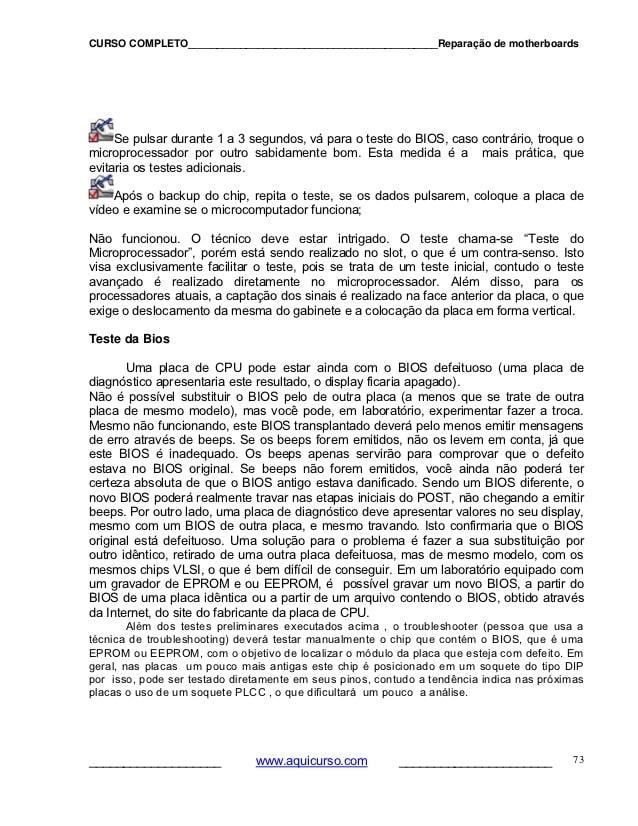 CURSO COMPLETO__________________________________________Reparação de motherboards
Se pulsar durante 1 a 3 segundos, vá para o teste do BIOS, caso contrário, troque o
microprocessador por outro sabidamente bom. Esta medida é a mais prática, que
evitaria os testes adicionais.
Após o backup do chip, repita o teste, se os dados pulsarem, coloque a placa de
vídeo e examine se o microcomputador funciona;
Não funcionou. O técnico deve estar intrigado. O teste chama-se “Teste do
Microprocessador”, porém está sendo realizado no slot, o que é um contra-senso. Isto
visa exclusivamente facilitar o teste, pois se trata de um teste inicial, contudo o teste
avançado é realizado diretamente no microprocessador. Além disso, para os
processadores atuais, a captação dos sinais é realizado na face anterior da placa, o que
exige o deslocamento da mesma do gabinete e a colocação da placa em forma vertical.
Teste da Bios
Uma placa de CPU pode estar ainda com o BIOS defeituoso (uma placa de
diagnóstico apresentaria este resultado, o display ficaria apagado).
Não é possível substituir o BIOS pelo de outra placa (a menos que se trate de outra
placa de mesmo modelo), mas você pode, em laboratório, experimentar fazer a troca.
Mesmo não funcionando, este BIOS transplantado deverá pelo menos emitir mensagens
de erro através de beeps. Se os beeps forem emitidos, não os levem em conta, já que
este BIOS é inadequado. Os beeps apenas servirão para comprovar que o defeito
estava no BIOS original. Se beeps não forem emitidos, você ainda não poderá ter
certeza absoluta de que o BIOS antigo estava danificado. Sendo um BIOS diferente, o
novo BIOS poderá realmente travar nas etapas iniciais do POST, não chegando a emitir
beeps. Por outro lado, uma placa de diagnóstico deve apresentar valores no seu display,
mesmo com um BIOS de outra placa, e mesmo travando. Isto confirmaria que o BIOS
original está defeituoso. Uma solução para o problema é fazer a sua substituição por
outro idêntico, retirado de uma outra placa defeituosa, mas de mesmo modelo, com os
mesmos chips VLSI, o que é bem difícil de conseguir. Em um laboratório equipado com
um gravador de EPROM e ou EEPROM, é possível gravar um novo BIOS, a partir do
BIOS de uma placa idêntica ou a partir de um arquivo contendo o BIOS, obtido através
da Internet, do site do fabricante da placa de CPU.
Além dos testes preliminares executados acima , o troubleshooter (pessoa que usa a
técnica de troubleshooting) deverá testar manualmente o chip que contém o BIOS, que é uma
EPROM ou EEPROM, com o objetivo de localizar o módulo da placa que esteja com defeito. Em
geral, nas placas um pouco mais antigas este chip é posicionado em um soquete do tipo DIP
por isso, pode ser testado diretamente em seus pinos, contudo a tendência indica nas próximas
placas o uso de um soquete PLCC , o que dificultará um pouco a análise.
___________________ www.aquicurso.com ______________________ 73